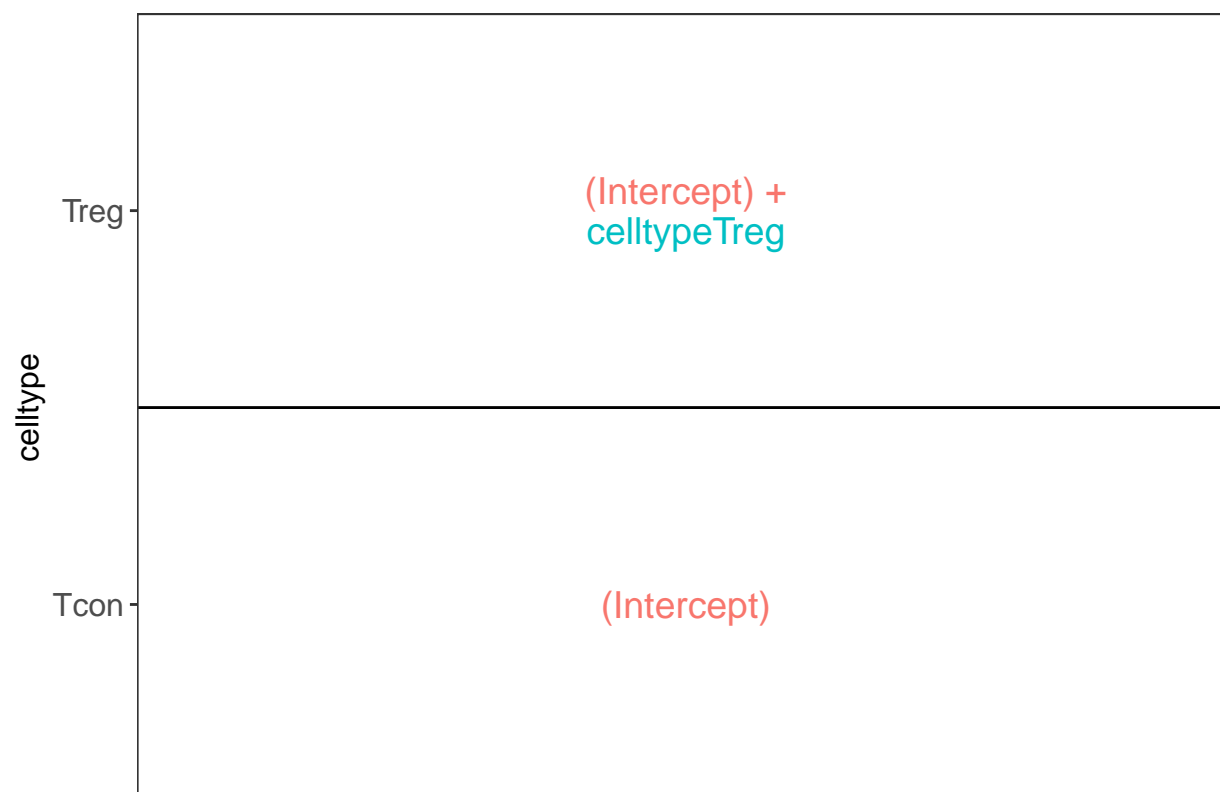 Treg
(Intercept) +
celltypeTreg
celltype
Tcon
(Intercept)